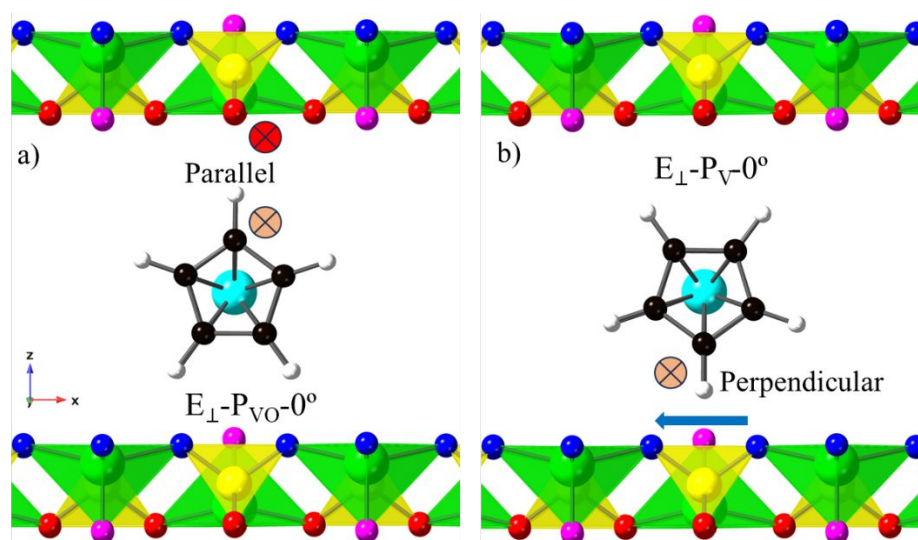 a)
Parallel
E⊥-PVO-0º
z
y
x
b)
E⊥-PV-0º
Perpendicular